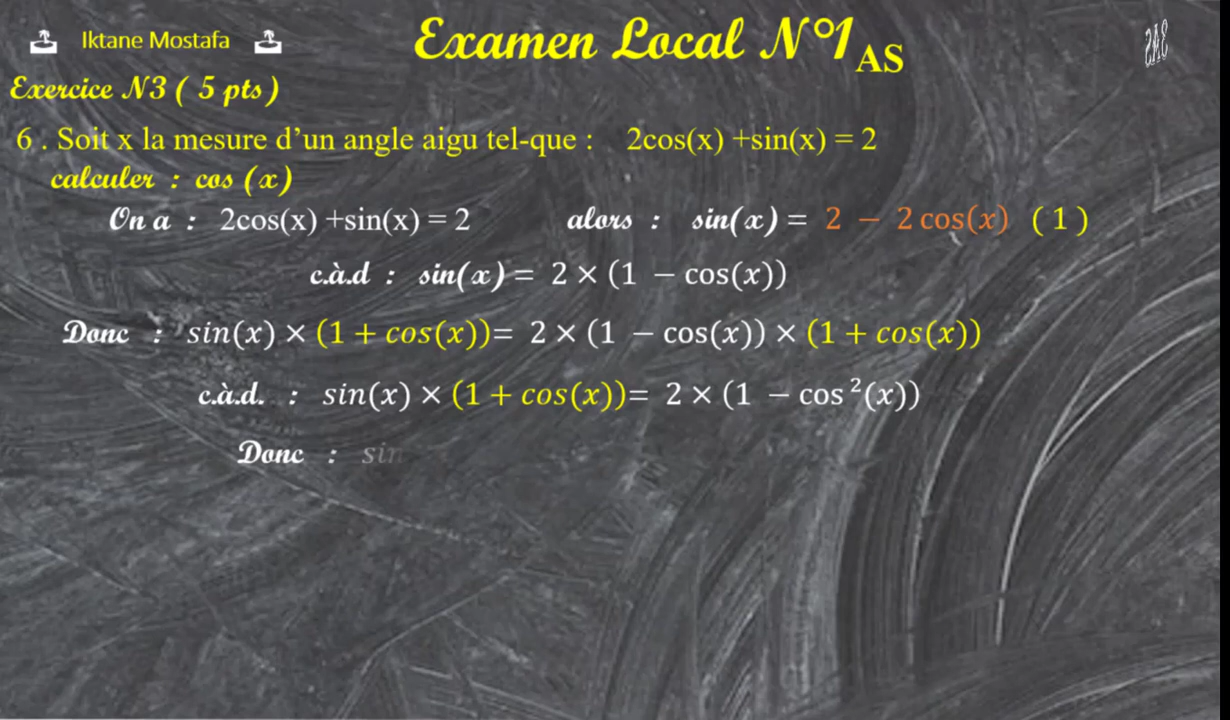 Iktane Mostafa
Examen Local N°1 AS
3AS
Exercice N3 ( 5 pts )
6 . Soit x la mesure d'un angle aigu tel-que : 2cos(x) +sin(x) = 2
calculer : cos (x)
On a : 2cos(x) +sin(x) = 2 alors : sin(x) = 2 − 2 cos(x) ( 1 )
c.à.d : sin(x) = 2 × (1 − cos(x))
Donc : sin(x) × (1 + cos(x))= 2 × (1 − cos(x)) × (1 + cos(x))
c.à.d. : sin(x) × (1 + cos(x))= 2 × (1 − cos²(x))
Donc : sin